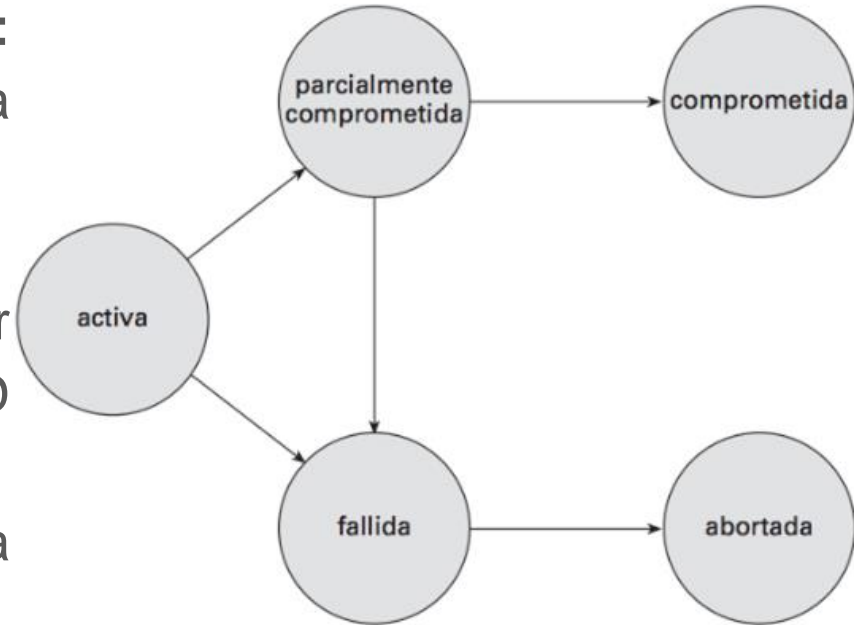 :
a
r
O
a
parcialmente
comprometida
comprometida
activa
fallida
abortada